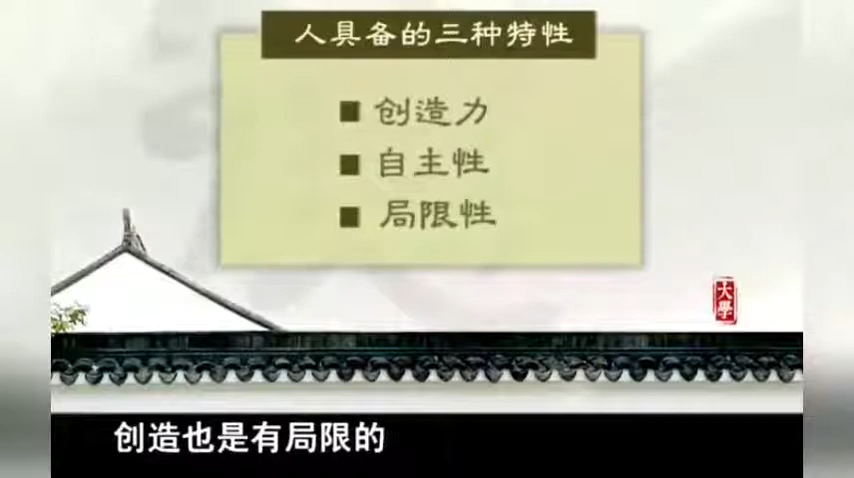 人具备的三种特性
创造力
自主性
局限性
大學
创造也是有局限的